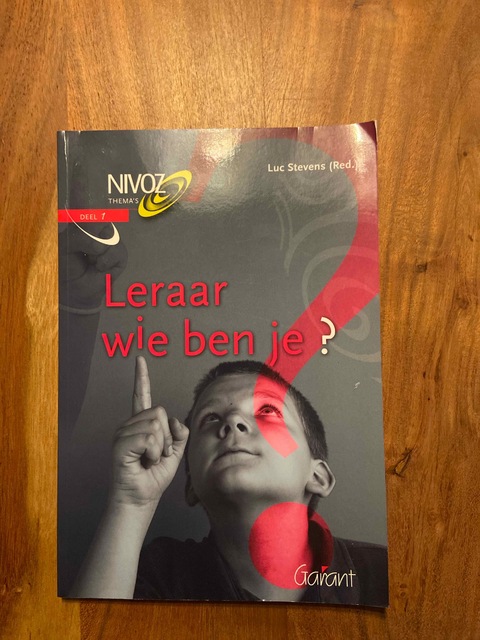 Luc Stevens (Red.)
NIVOZ
THEMA'S
DEEL 1
Leraar
wie ben je ?
Garant